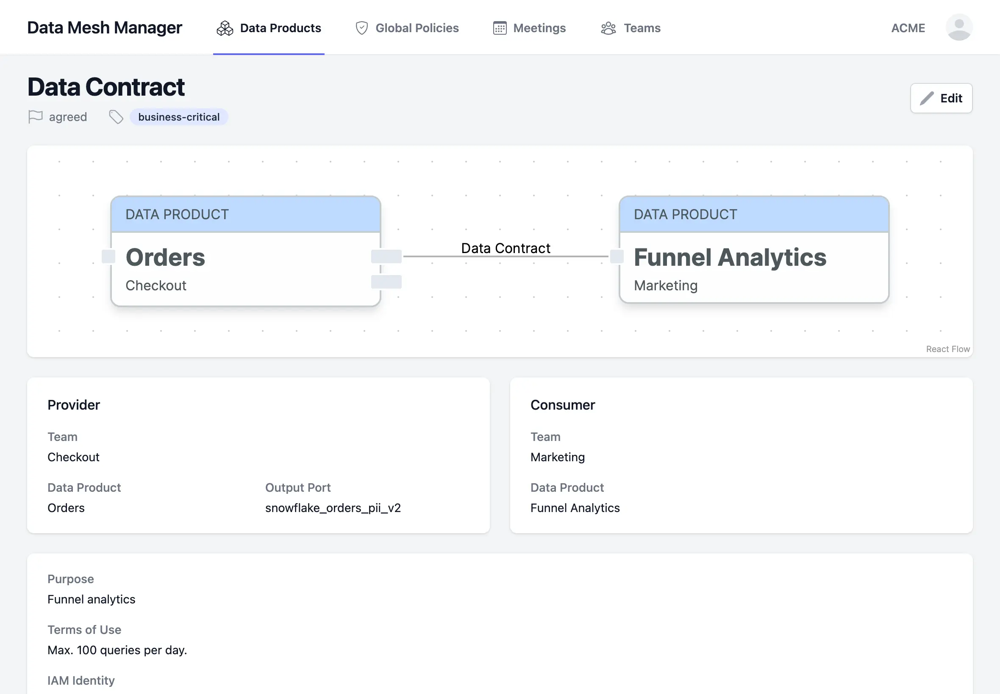 Data Mesh Manager
Data Products
Global Policies
Meetings
Teams
ACME
Data Contract
Edit
agreed
business-critical
DATA PRODUCT
Orders
Checkout
Data Contract
DATA PRODUCT
Funnel Analytics
Marketing
React Flow
Provider
Team
Checkout
Data Product
Output Port
Orders
snowflake_orders_pii_v2
Consumer
Team
Marketing
Data Product
Funnel Analytics
Purpose
Funnel analytics
Terms of Use
Max. 100 queries per day.
IAM Identity